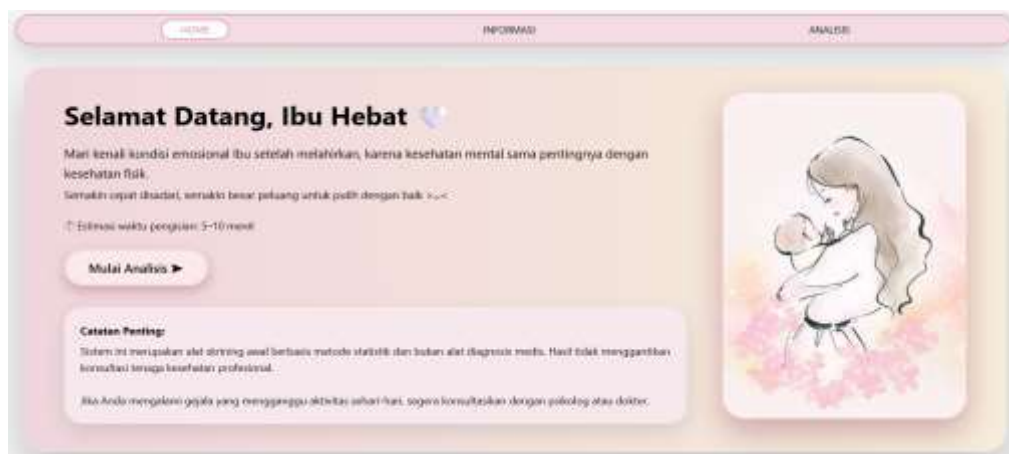 HOME
INFORMASI
ANALISIS
Selamat Datang, Ibu Hebat 🤍
Mari kenali kondisi emosional Ibu setelah melahirkan, karena kesehatan mental sama pentingnya dengan
kesehatan fisik.
Semakin cepat disadari, semakin besar peluang untuk pulih dengan baik >‿<
⏱ Estimasi waktu pengisian: 5–10 menit
Mulai Analisis ➤
Catatan Penting:
Sistem ini merupakan alat skrining awal berbasis metode statistik dan bukan alat diagnosis medis. Hasil tidak menggantikan
konsultasi tenaga kesehatan profesional.
Jika Anda mengalami gejala yang mengganggu aktivitas sehari-hari, segera konsultasikan dengan psikolog atau dokter.